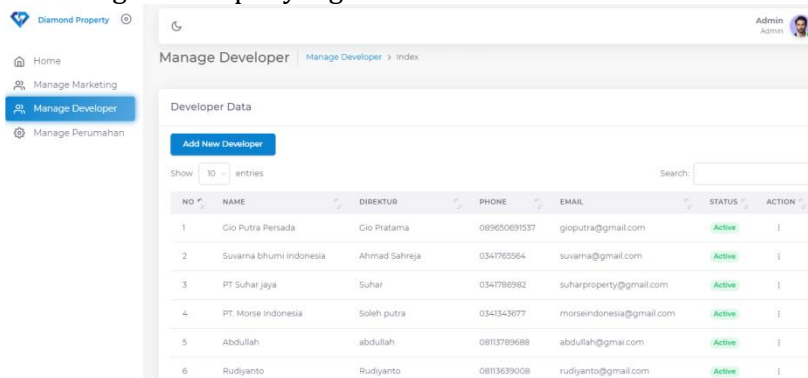 Diamond Property
Admin
Admin
Home
Manage Marketing
Manage Developer
Manage Perumahan
Manage Developer Manage Developer > Index
Developer Data
Add New Developer
Show 10 entries Search:
NO NAME DIREKTUR PHONE EMAIL STATUS ACTION
1 Gio Putra Persada Gio Pratama 089650691537 gioputra@gmail.com Active
2 Suvarna bhumi indonesia Ahmad Sahreja 0341765564 suvarna@gmail.com Active
3 PT Suhar jaya Suhar 0341786982 suharproperty@gmail.com Active
4 PT. Morse Indonesia Soleh putra 0341343677 morseindonesia@gmail.com Active
5 Abdullah abdullah 08113789688 abdullah@gmai.com Active
6 Rudiyanto Rudiyanto 08113639008 rudiyanto@gmail.com Active